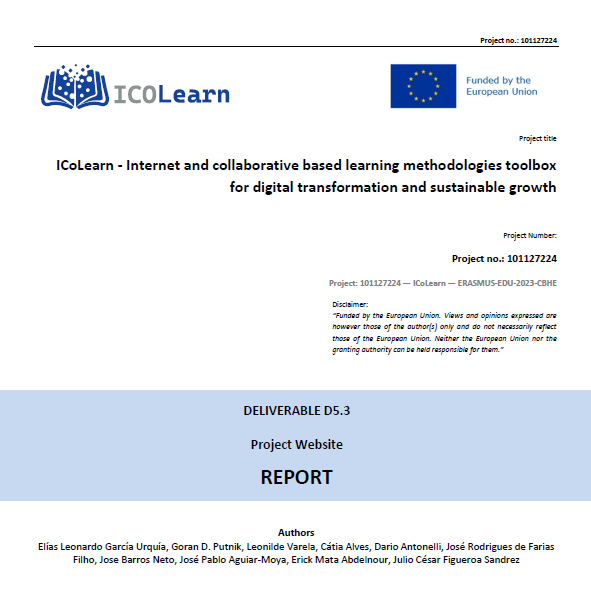 Project no.: 101127224
ICOLearn
Funded by the
European Union
Project title
ICoLearn - Internet and collaborative based learning methodologies toolbox
for digital transformation and sustainable growth
Project Number:
Project no.: 101127224
Project: 101127224 — ICoLearn — ERASMUS-EDU-2023-CBHE
Disclaimer:
"Funded by the European Union. Views and opinions expressed are
however those of the author(s) only and do not necessarily reflect
those of the European Union. Neither the European Union nor the
granting authority can be held responsible for them."
DELIVERABLE D5.3
Project Website
REPORT
Authors
Elías Leonardo García Urquía, Goran D. Putnik, Leonilde Varela, Cátia Alves, Dario Antonelli, José Rodrigues de Farias
Filho, Jose Barros Neto, José Pablo Aguiar-Moya, Erick Mata Abdelnour, Julio César Figueroa Sandrez